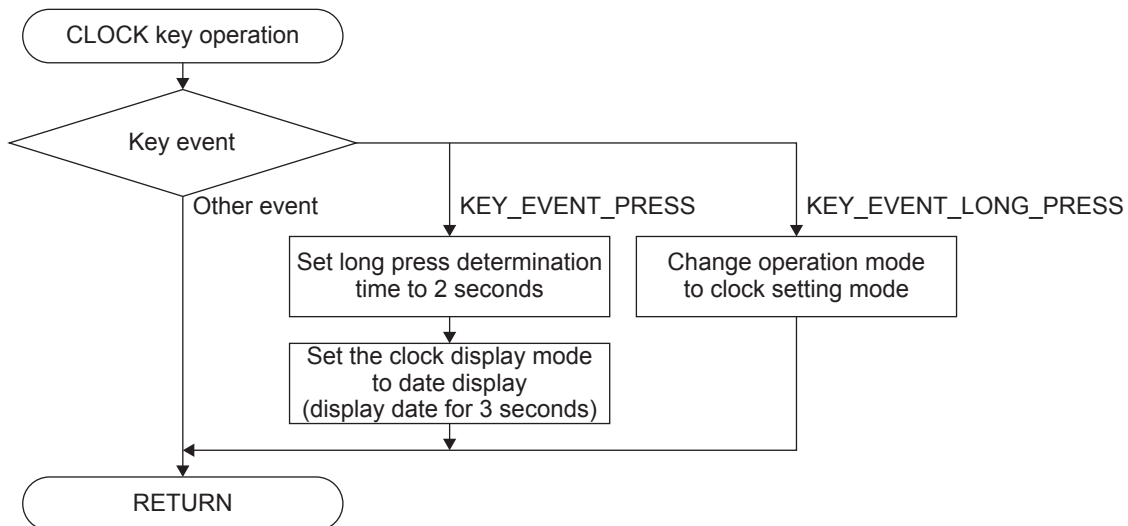 CLOCK key operation
Key event
Other event
KEY_EVENT_PRESS
KEY_EVENT_LONG_PRESS
Set long press determination
time to 2 seconds
Change operation mode
to clock setting mode
Set the clock display mode
to date display
(display date for 3 seconds)
RETURN